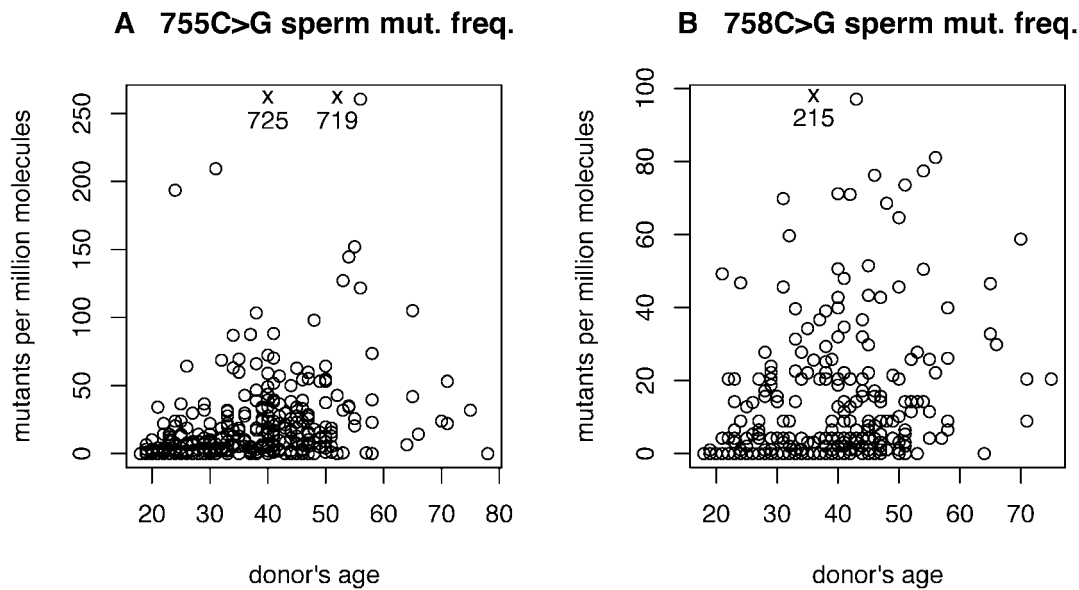 A 755C>G sperm mut. freq.
mutants per million molecules
250
200
150
100
50
0
x x
725 719
20 30 40 50 60 70 80
donor's age
B 758C>G sperm mut. freq.
mutants per million molecules
100
80
60
40
20
0
x
215
20 30 40 50 60 70
donor's age